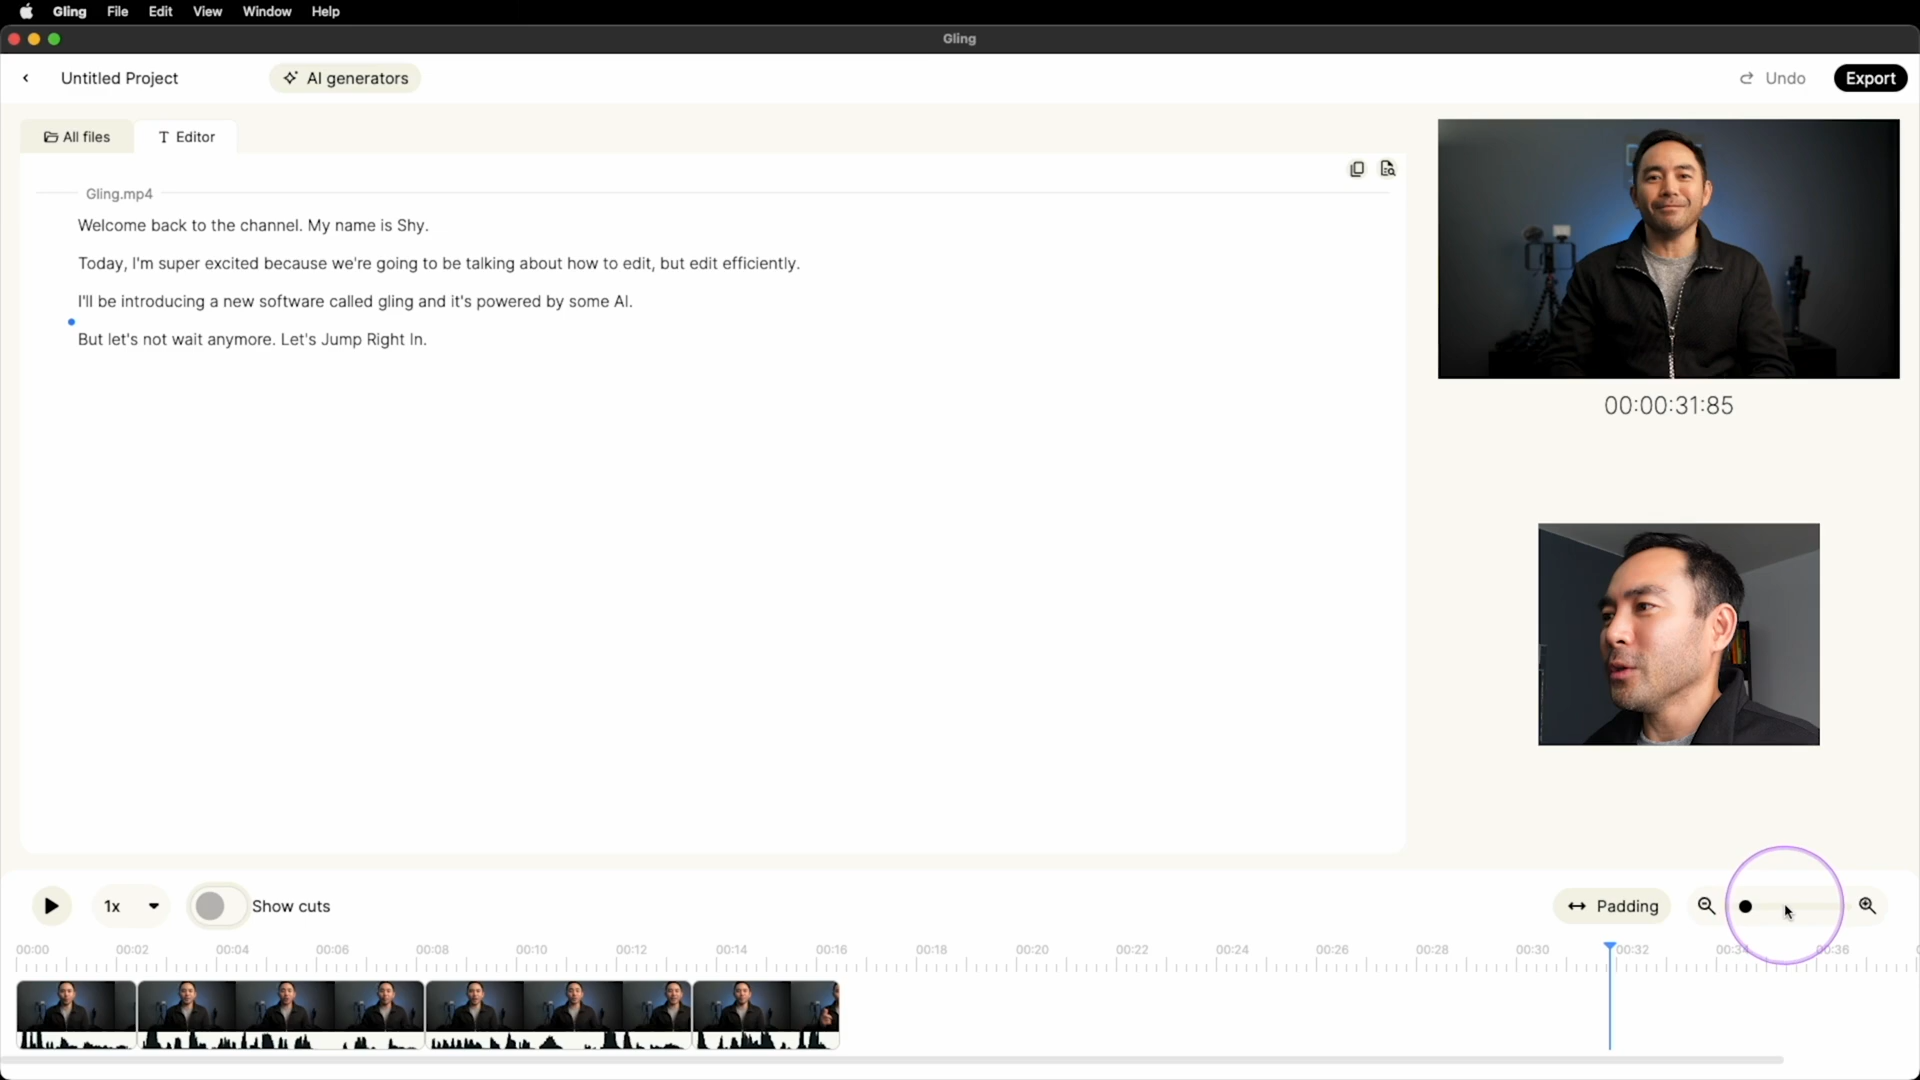 Gling File Edit View Window Help
Gling
Untitled Project AI generators Undo Export
All files T Editor
Gling.mp4
Welcome back to the channel. My name is Shy.
Today, I'm super excited because we're going to be talking about how to edit, but edit efficiently.
I'll be introducing a new software called gling and it's powered by some AI.
But let's not wait anymore. Let's Jump Right In.
00:00:31:85
1x Show cuts Padding
00:00 00:02 00:04 00:06 00:08 00:10 00:12 00:14 00:16 00:18 00:20 00:22 00:24 00:26 00:28 00:30 00:32 00:34 00:36